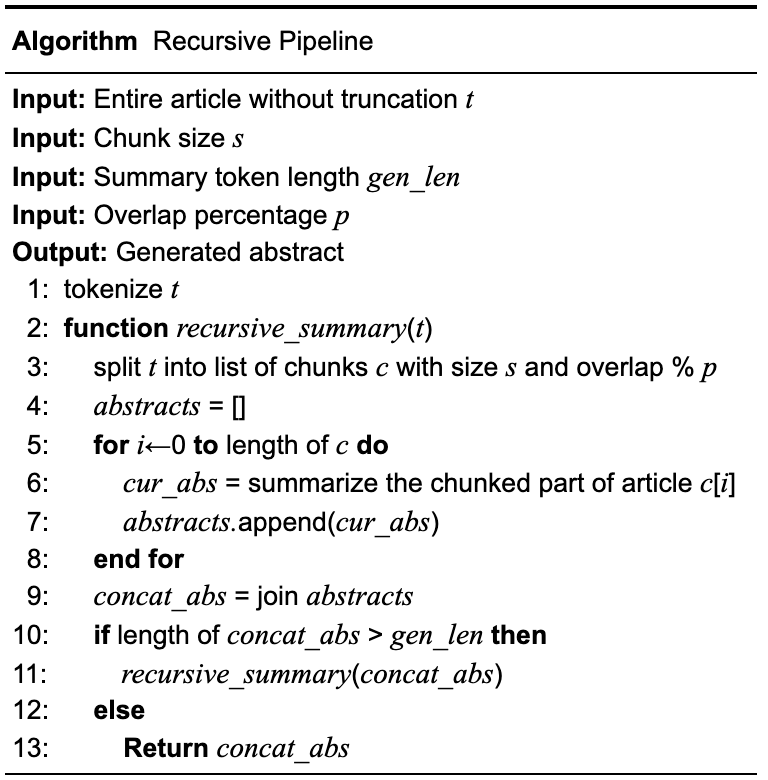 Algorithm Recursive Pipeline
Input: Entire article without truncation t
Input: Chunk size s
Input: Summary token length gen_len
Input: Overlap percentage p
Output: Generated abstract
1: tokenize t
2: function recursive_summary(t)
3: split t into list of chunks c with size s and overlap % p
4: abstracts = []
5: for i←0 to length of c do
6: cur_abs = summarize the chunked part of article c[i]
7: abstracts.append(cur_abs)
8: end for
9: concat_abs = join abstracts
10: if length of concat_abs > gen_len then
11: recursive_summary(concat_abs)
12: else
13: Return concat_abs